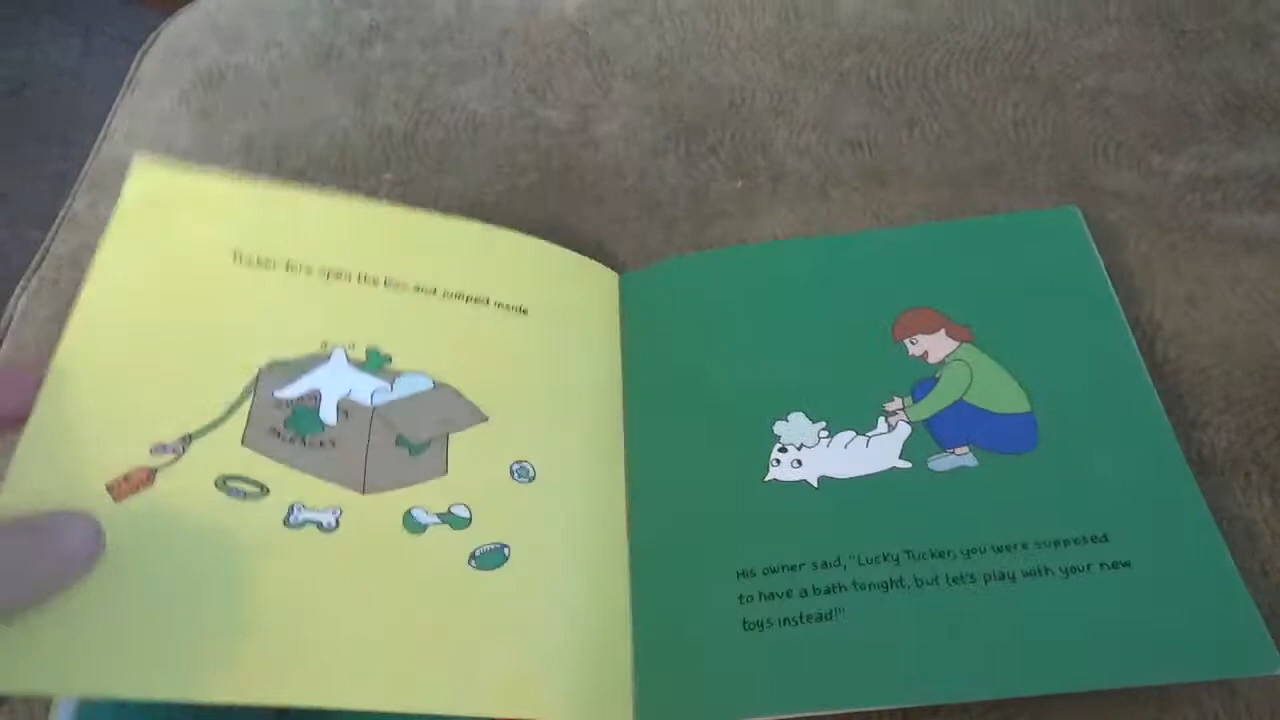 Tucker tore open the box and jumped inside
His owner said, "Lucky Tucker, you were supposed
to have a bath tonight, but let's play with your new
toys instead!"